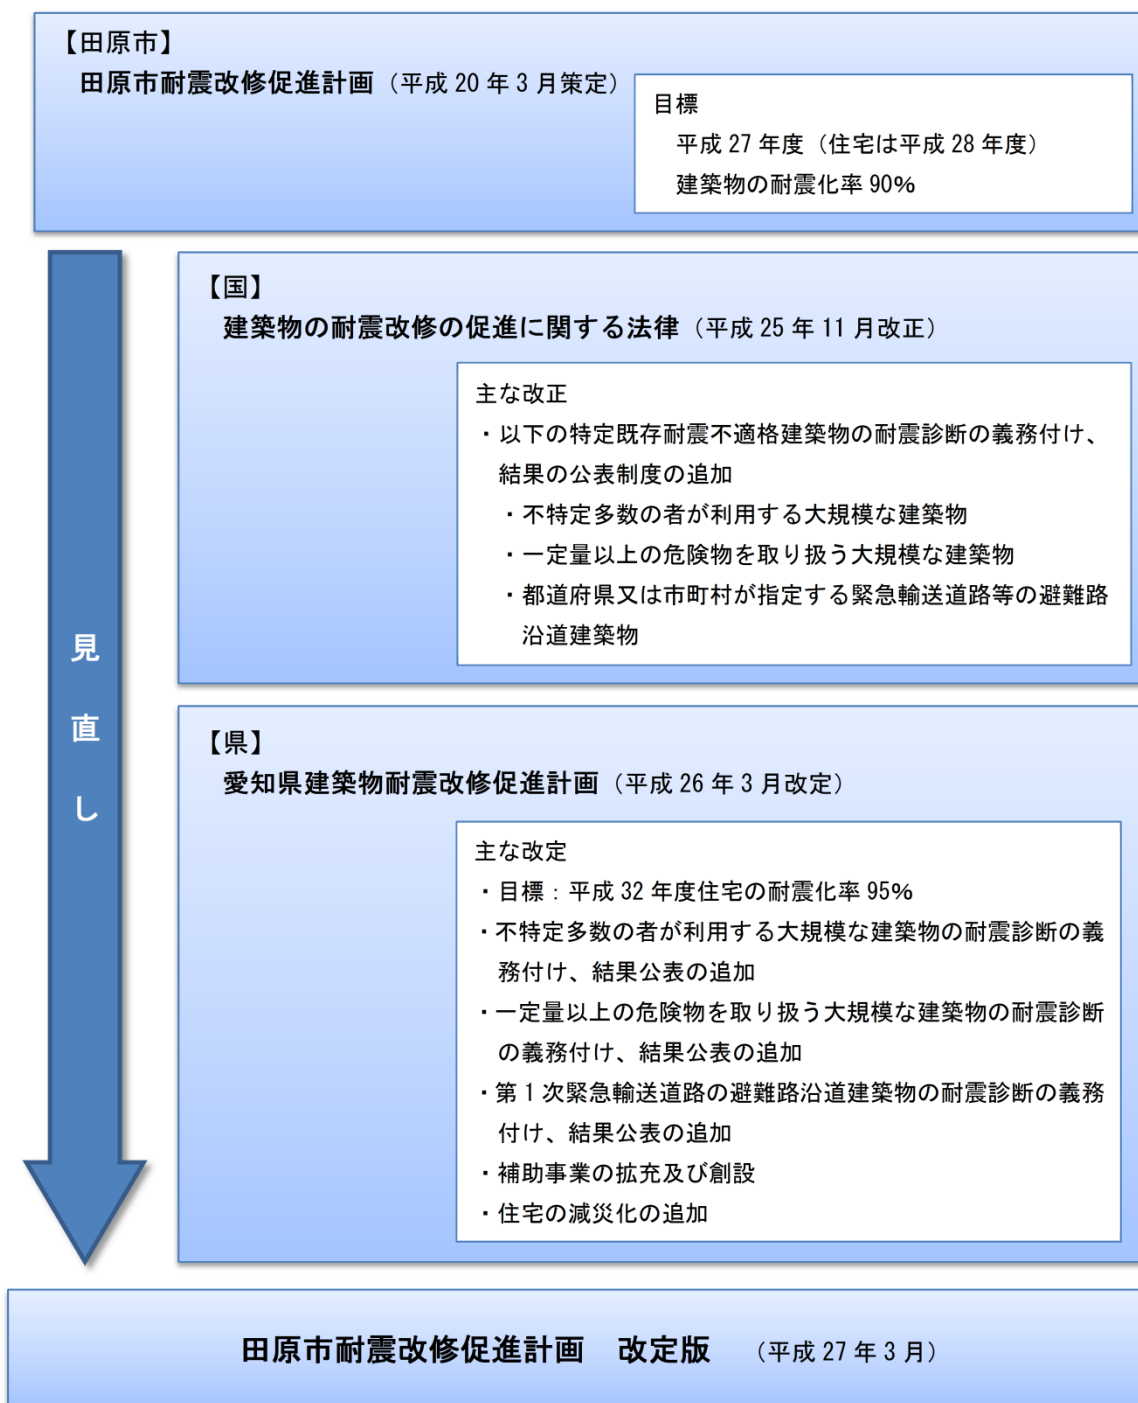 【田原市】
田原市耐震改修促進計画（平成 20 年 3 月策定）
目標
平成 27 年度（住宅は平成 28 年度）
建築物の耐震化率 90%
【国】
建築物の耐震改修の促進に関する法律（平成 25 年 11 月改正）
主な改正
・以下の特定既存耐震不適格建築物の耐震診断の義務付け、
結果の公表制度の追加
・不特定多数の者が利用する大規模な建築物
・一定量以上の危険物を取り扱う大規模な建築物
・都道府県又は市町村が指定する緊急輸送道路等の避難路
沿道建築物
見直し
【県】
愛知県建築物耐震改修促進計画（平成 26 年 3 月改定）
主な改定
・目標：平成 32 年度住宅の耐震化率 95%
・不特定多数の者が利用する大規模な建築物の耐震診断の義
務付け、結果公表の追加
・一定量以上の危険物を取り扱う大規模な建築物の耐震診断
の義務付け、結果公表の追加
・第 1 次緊急輸送道路の避難路沿道建築物の耐震診断の義務
付け、結果公表の追加
・補助事業の拡充及び創設
・住宅の減災化の追加
田原市耐震改修促進計画　改定版　（平成 27 年 3 月）